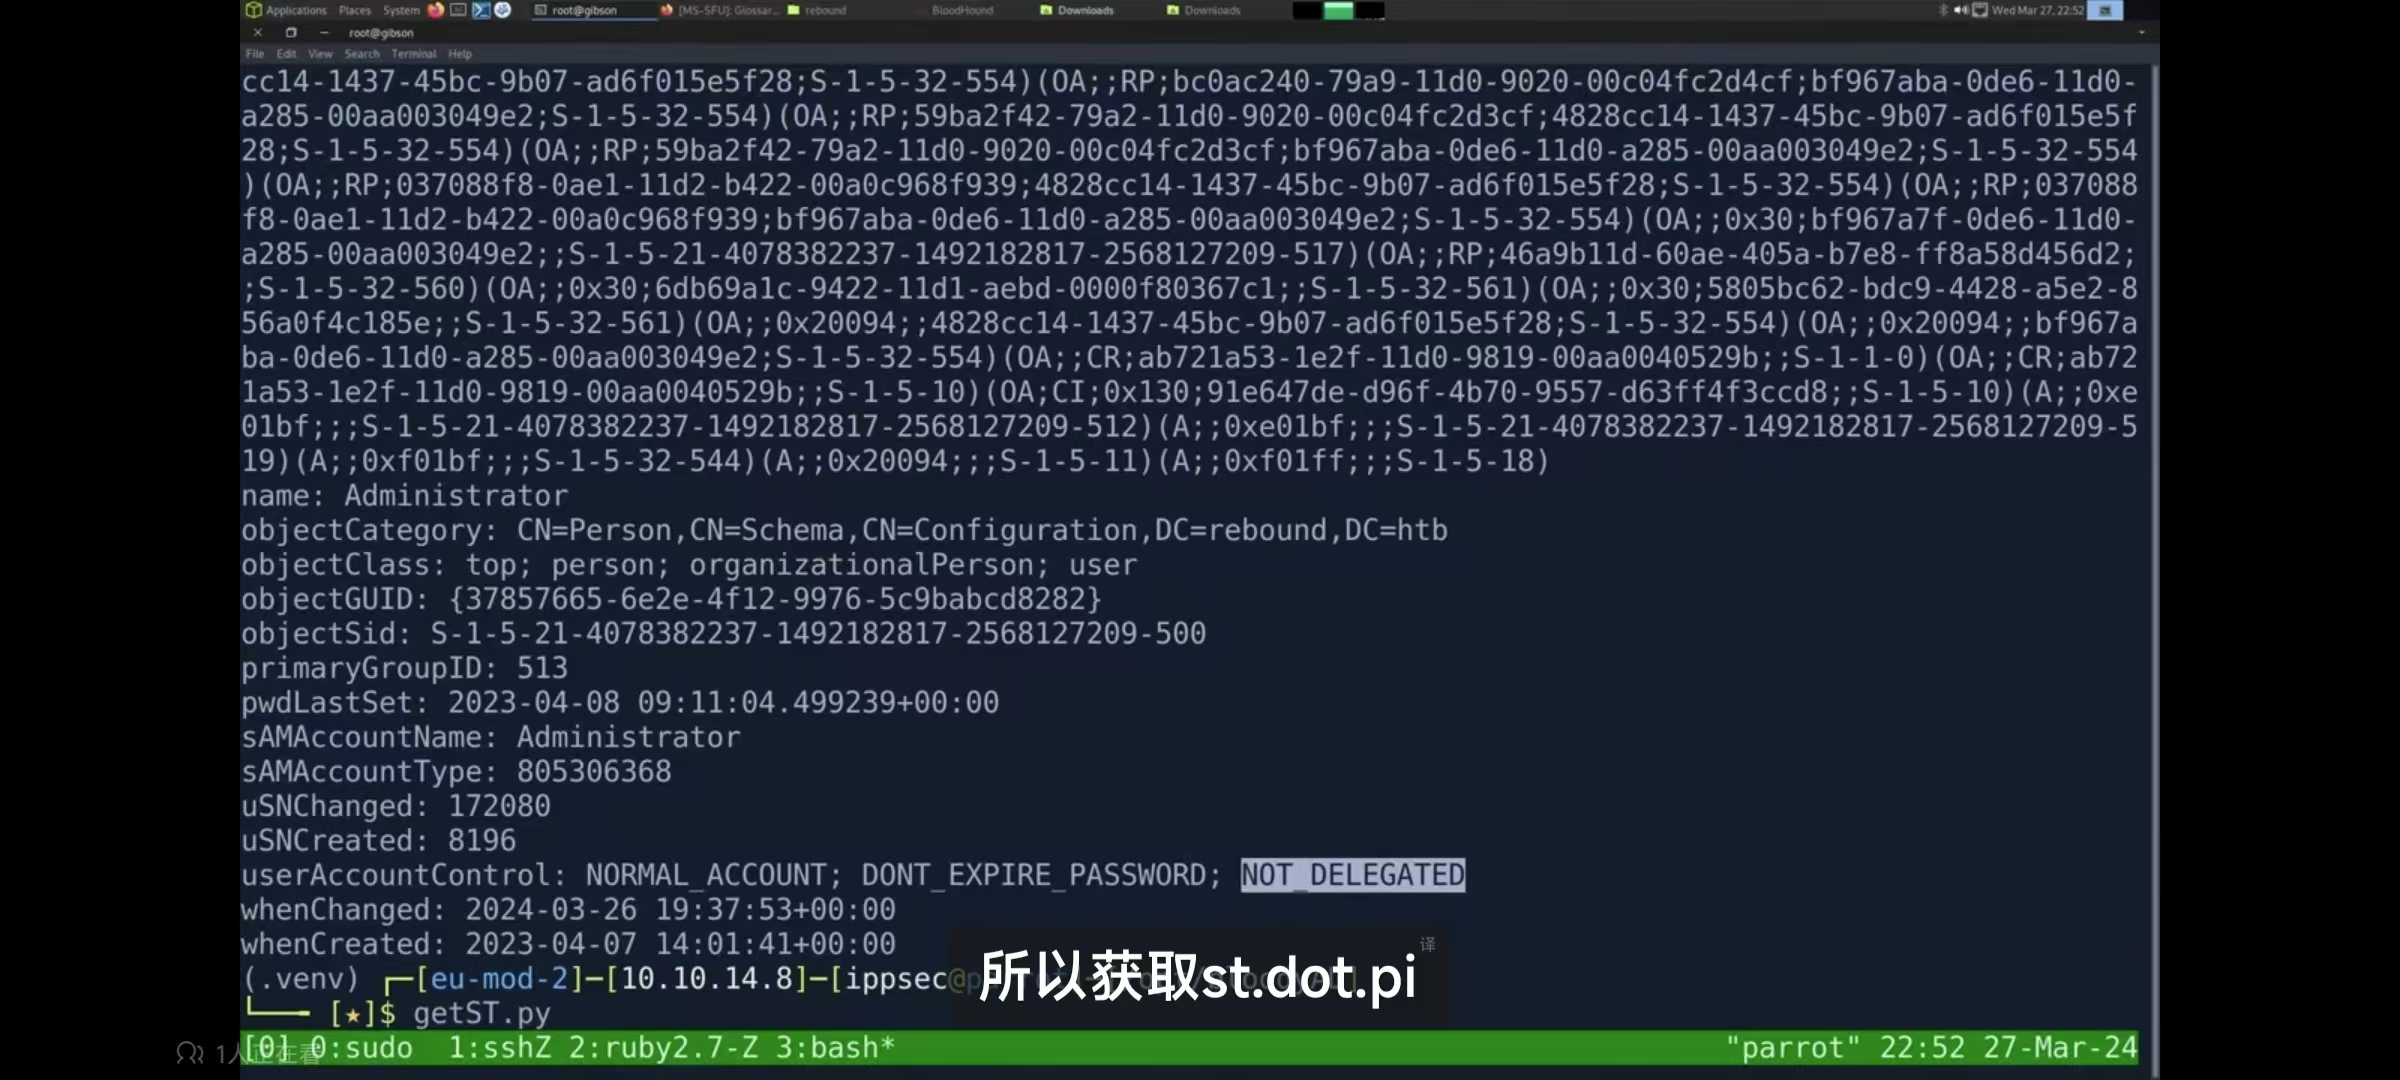 Applications Places System root@gibson [MS-SFU]: Glossar... rebound BloodHound Downloads Downloads Wed Mar 27, 22:52
root@gibson
File Edit View Search Terminal Help
cc14-1437-45bc-9b07-ad6f015e5f28;S-1-5-32-554)(OA;;RP;bc0ac240-79a9-11d0-9020-00c04fc2d4cf;bf967aba-0de6-11d0-
a285-00aa003049e2;S-1-5-32-554)(OA;;RP;59ba2f42-79a2-11d0-9020-00c04fc2d3cf;4828cc14-1437-45bc-9b07-ad6f015e5f
28;S-1-5-32-554)(OA;;RP;59ba2f42-79a2-11d0-9020-00c04fc2d3cf;bf967aba-0de6-11d0-a285-00aa003049e2;S-1-5-32-554
)(OA;;RP;037088f8-0ae1-11d2-b422-00a0c968f939;4828cc14-1437-45bc-9b07-ad6f015e5f28;S-1-5-32-554)(OA;;RP;037088
f8-0ae1-11d2-b422-00a0c968f939;bf967aba-0de6-11d0-a285-00aa003049e2;S-1-5-32-554)(OA;;0x30;bf967a7f-0de6-11d0-
a285-00aa003049e2;;S-1-5-21-4078382237-1492182817-2568127209-517)(OA;;RP;46a9b11d-60ae-405a-b7e8-ff8a58d456d2;
;S-1-5-32-560)(OA;;0x30;6db69a1c-9422-11d1-aebd-0000f80367c1;;S-1-5-32-561)(OA;;0x30;5805bc62-bdc9-4428-a5e2-8
56a0f4c185e;;S-1-5-32-561)(OA;;0x20094;;4828cc14-1437-45bc-9b07-ad6f015e5f28;S-1-5-32-554)(OA;;0x20094;;bf967a
ba-0de6-11d0-a285-00aa003049e2;S-1-5-32-554)(OA;;CR;ab721a53-1e2f-11d0-9819-00aa0040529b;;S-1-1-0)(OA;;CR;ab72
1a53-1e2f-11d0-9819-00aa0040529b;;S-1-5-10)(OA;CI;0x130;91e647de-d96f-4b70-9557-d63ff4f3ccd8;;S-1-5-10)(A;;0xe
01bf;;;S-1-5-21-4078382237-1492182817-2568127209-512)(A;;0xe01bf;;;S-1-5-21-4078382237-1492182817-2568127209-5
19)(A;;0xf01bf;;;S-1-5-32-544)(A;;0x20094;;;S-1-5-11)(A;;0xf01ff;;;S-1-5-18)
name: Administrator
objectCategory: CN=Person,CN=Schema,CN=Configuration,DC=rebound,DC=htb
objectClass: top; person; organizationalPerson; user
objectGUID: {37857665-6e2e-4f12-9976-5c9babcd8282}
objectSid: S-1-5-21-4078382237-1492182817-2568127209-500
primaryGroupID: 513
pwdLastSet: 2023-04-08 09:11:04.499239+00:00
sAMAccountName: Administrator
sAMAccountType: 805306368
uSNChanged: 172080
uSNCreated: 8196
userAccountControl: NORMAL_ACCOUNT; DONT_EXPIRE_PASSWORD; NOT_DELEGATED
whenChanged: 2024-03-26 19:37:53+00:00
whenCreated: 2023-04-07 14:01:41+00:00
译
(.venv) ┌─[eu-mod-2]─[10.10.14.8]─[ippsec@p
所以获取st.dot.pi
└── [★]$ getST.py
1人正在看
[0] 0:sudo 1:sshZ 2:ruby2.7-Z 3:bash* "parrot" 22:52 27-Mar-24